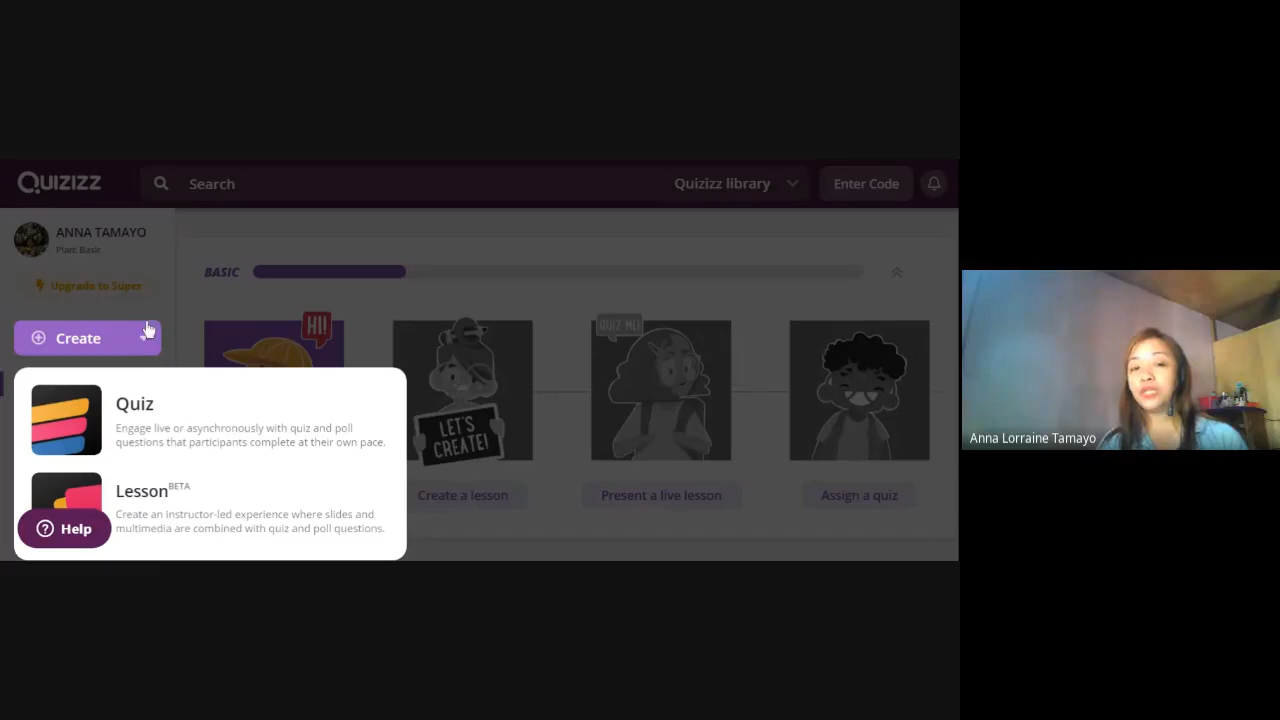 QUIZIZZ
Search
Quizizz library
Enter Code
ANNA TAMAYO
Plan: Basic
Upgrade to Super
BASIC
Create
HI!
QUIZ ME!
LET'S
CREATE!
Quiz
Engage live or asynchronously with quiz and poll
questions that participants complete at their own pace.
Lesson BETA
Create an instructor-led experience where slides and
multimedia are combined with quiz and poll questions.
Help
Create a lesson
Present a live lesson
Assign a quiz
Anna Lorraine Tamayo